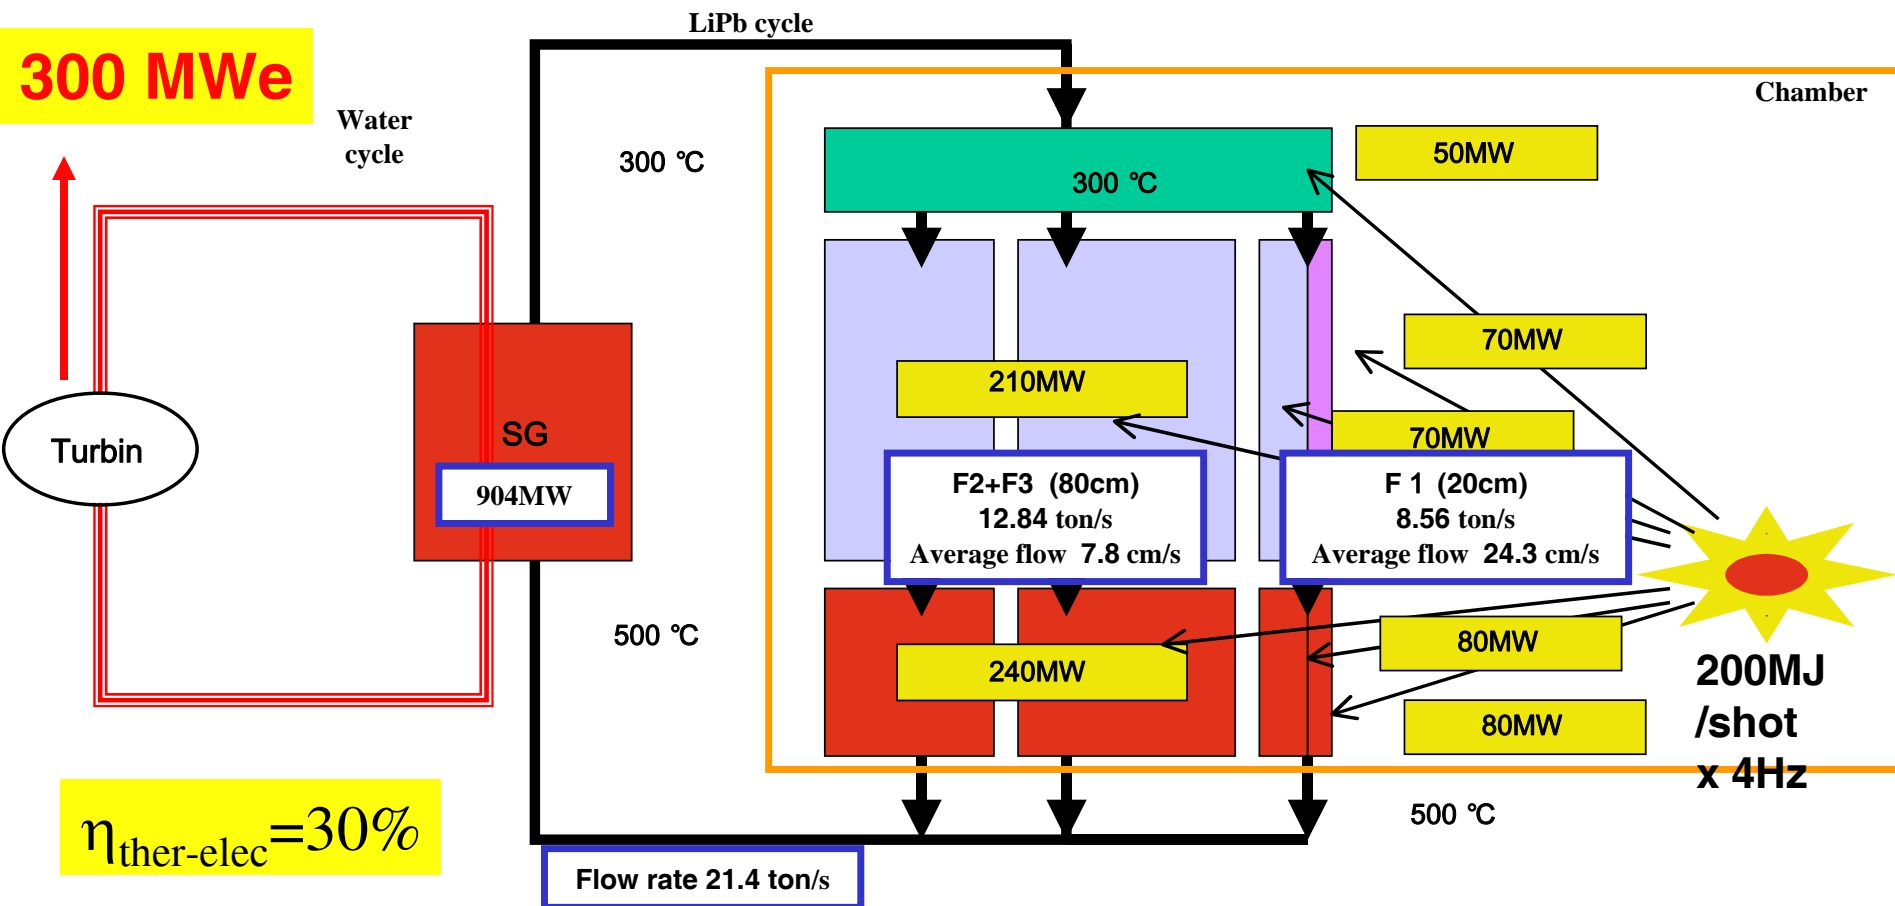 LiPb cycle
300 MWe
Chamber
Water
cycle
300 ℃
50MW
300 ℃
70MW
210MW
70MW
SG
Turbin
904MW
F2+F3 (80cm)
12.84 ton/s
Average flow 7.8 cm/s
F 1 (20cm)
8.56 ton/s
Average flow 24.3 cm/s
500 ℃
240MW
80MW
80MW
200MJ
/shot
x 4Hz
500 ℃
ηther-elec=30%
Flow rate 21.4 ton/s